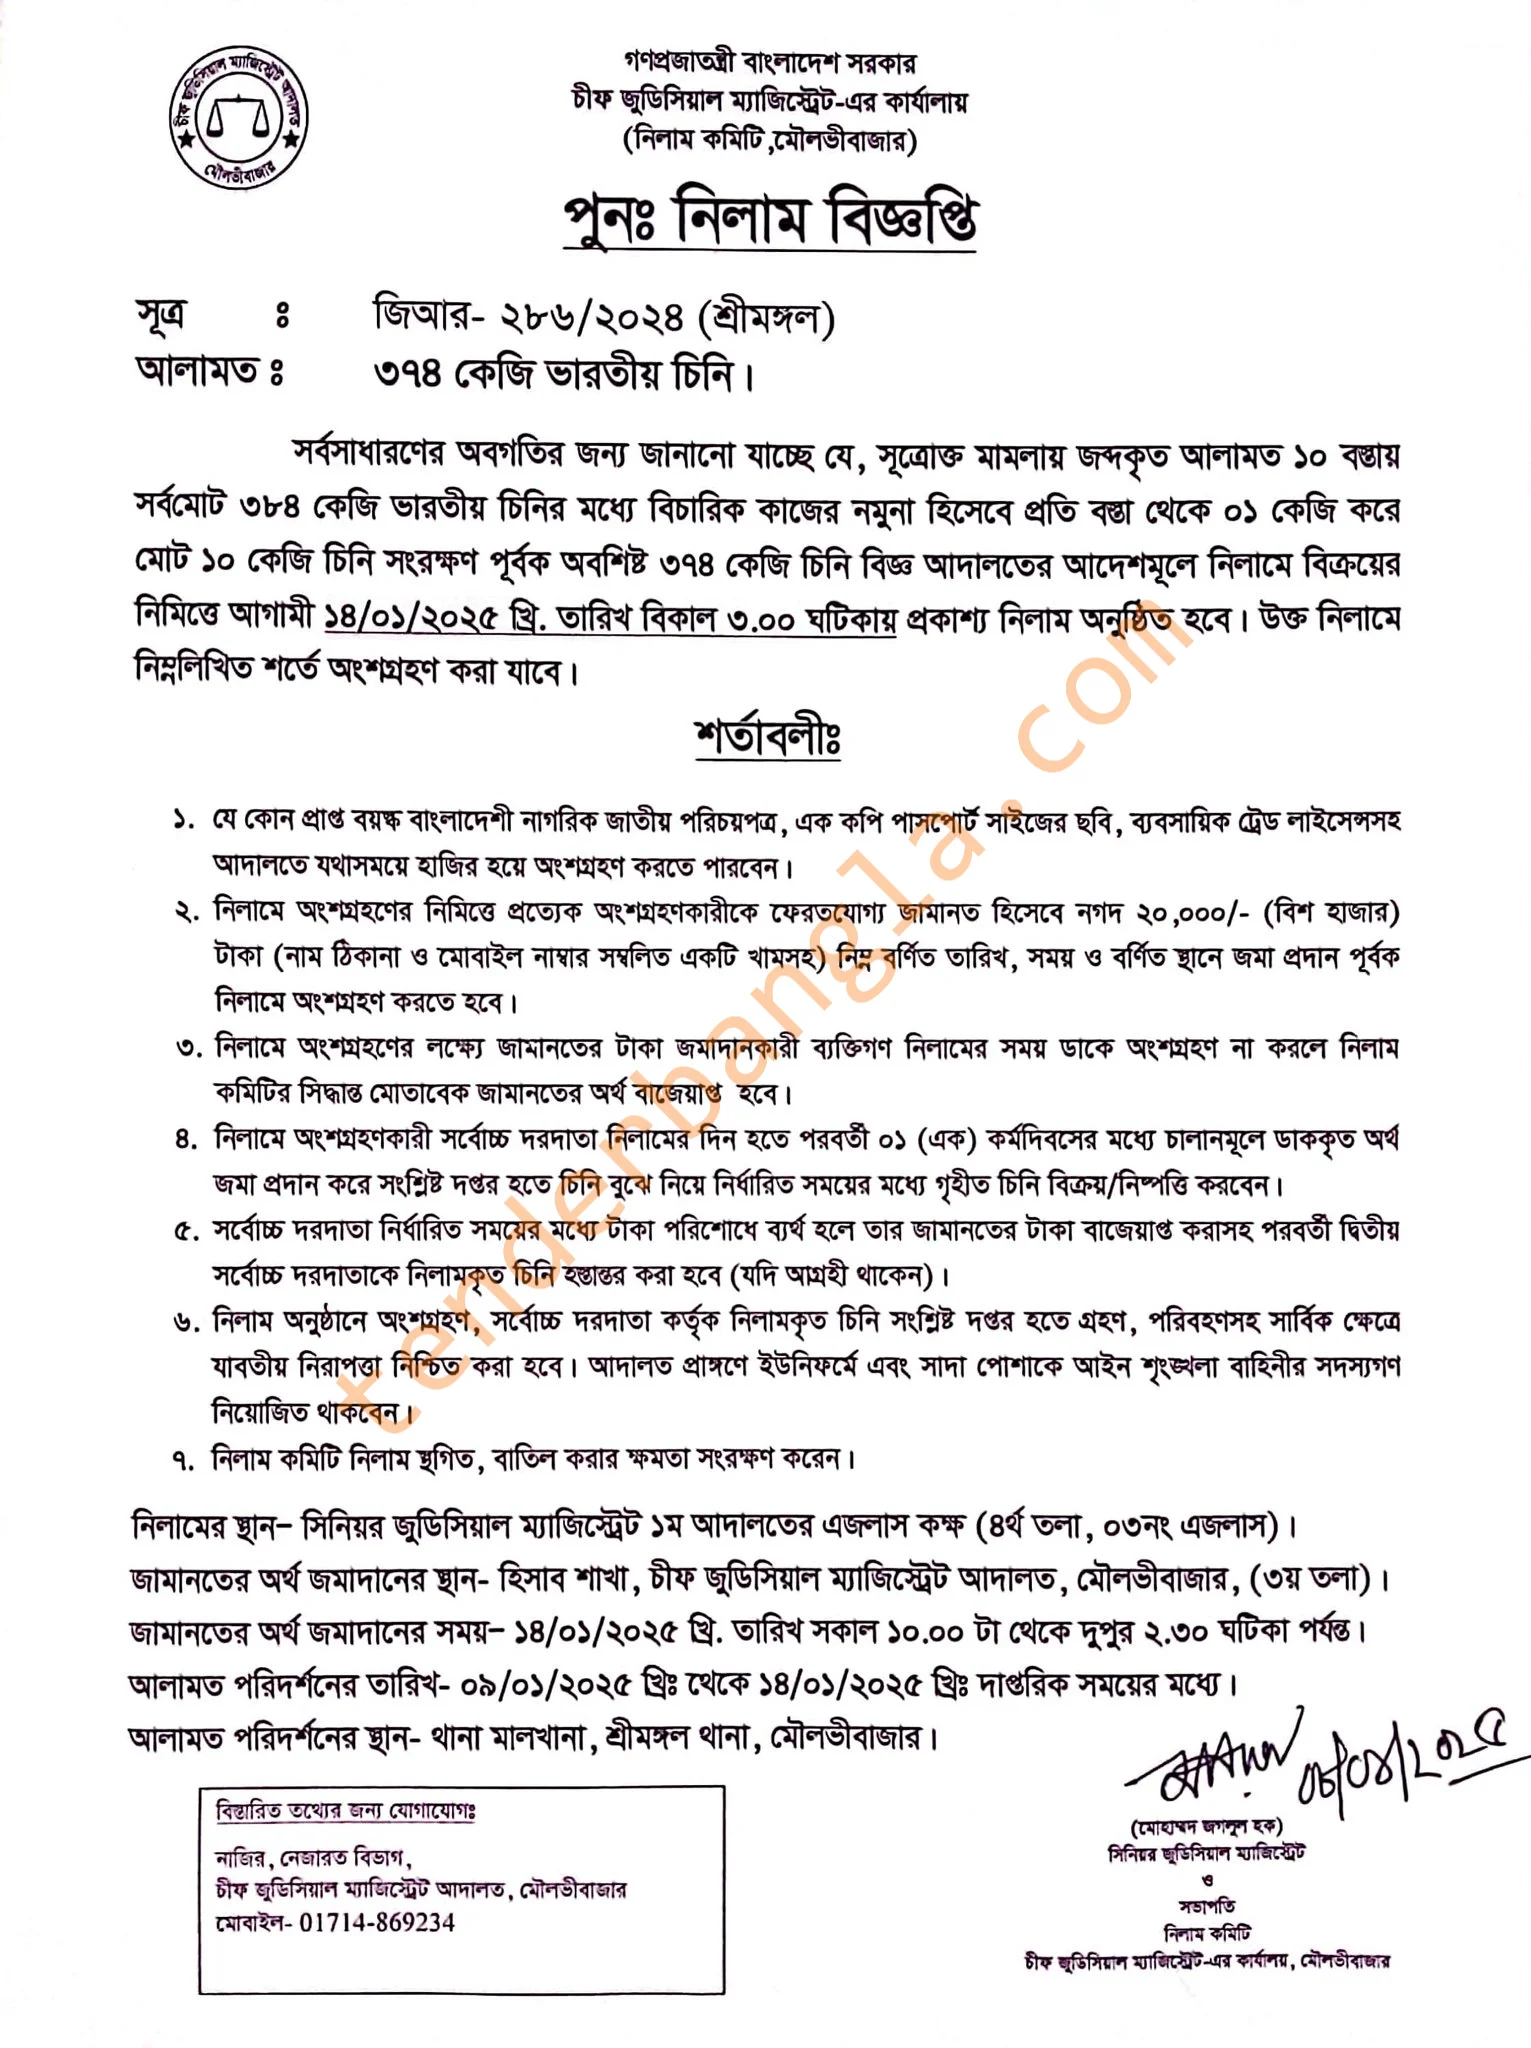 গণপ্রজাতন্ত্রী বাংলাদেশ সরকার
চীফ জুডিসিয়াল ম্যাজিস্ট্রেট-এর কার্যালয়
(নিলাম কমিটি,মৌলভীবাজার)
চীফ জুডিসিয়াল ম্যাজিস্ট্রেট আদালত
মৌলভীবাজার
পুনঃ নিলাম বিজ্ঞপ্তি
সূত্র ঃ জিআর- ২৮৬/২০২৪ (শ্রীমঙ্গল)
আলামত ঃ ৩৭৪ কেজি ভারতীয় চিনি।
সর্বসাধারণের অবগতির জন্য জানানো যাচ্ছে যে, সূত্রোক্ত মামলায় জব্দকৃত আলামত ১০ বস্তায়
সর্বমোট ৩৮৪ কেজি ভারতীয় চিনির মধ্যে বিচারিক কাজের নমুনা হিসেবে প্রতি বস্তা থেকে ০১ কেজি করে
মোট ১০ কেজি চিনি সংরক্ষণ পূর্বক অবশিষ্ট ৩৭৪ কেজি চিনি বিজ্ঞ আদালতের আদেশমূলে নিলামে বিক্রয়ের
নিমিত্তে আগামী ১৪/০১/২০২৫ খ্রি. তারিখ বিকাল ৩.০০ ঘটিকায় প্রকাশ্য নিলাম অনুষ্ঠিত হবে। উক্ত নিলামে
নিম্নলিখিত শর্তে অংশগ্রহণ করা যাবে।
শর্তাবলীঃ
১. যে কোন প্রাপ্ত বয়স্ক বাংলাদেশী নাগরিক জাতীয় পরিচয়পত্র, এক কপি পাসপোর্ট সাইজের ছবি, ব্যবসায়িক ট্রেড লাইসেন্সসহ
আদালতে যথাসময়ে হাজির হয়ে অংশগ্রহণ করতে পারবেন।
২. নিলামে অংশগ্রহণের নিমিত্তে প্রত্যেক অংশগ্রহণকারীকে ফেরতযোগ্য জামানত হিসেবে নগদ ২০,০০০/- (বিশ হাজার)
টাকা (নাম ঠিকানা ও মোবাইল নাম্বার সম্বলিত একটি খামসহ) নিম্ন বর্ণিত তারিখ, সময় ও বর্ণিত স্থানে জমা প্রদান পূর্বক
নিলামে অংশগ্রহণ করতে হবে।
৩. নিলামে অংশগ্রহণের লক্ষ্যে জামানতের টাকা জমাদানকারী ব্যক্তিগণ নিলামের সময় ডাকে অংশগ্রহণ না করলে নিলাম
কমিটির সিদ্ধান্ত মোতাবেক জামানতের অর্থ বাজেয়াপ্ত হবে।
৪. নিলামে অংশগ্রহণকারী সর্বোচ্চ দরদাতা নিলামের দিন হতে পরবর্তী ০১ (এক) কর্মদিবসের মধ্যে চালানমূলে ডাককৃত অর্থ
জমা প্রদান করে সংশ্লিষ্ট দপ্তর হতে চিনি বুঝে নিয়ে নির্ধারিত সময়ের মধ্যে গৃহীত চিনি বিক্রয়/নিষ্পত্তি করবেন।
৫. সর্বোচ্চ দরদাতা নির্ধারিত সময়ের মধ্যে টাকা পরিশোধে ব্যর্থ হলে তার জামানতের টাকা বাজেয়াপ্ত করাসহ পরবর্তী দ্বিতীয়
সর্বোচ্চ দরদাতাকে নিলামকৃত চিনি হস্তান্তর করা হবে (যদি আগ্রহী থাকেন)।
৬. নিলাম অনুষ্ঠানে অংশগ্রহণ, সর্বোচ্চ দরদাতা কর্তৃক নিলামকৃত চিনি সংশ্লিষ্ট দপ্তর হতে গ্রহণ, পরিবহণসহ সার্বিক ক্ষেত্রে
যাবতীয় নিরাপত্তা নিশ্চিত করা হবে। আদালত প্রাঙ্গণে ইউনিফর্মে এবং সাদা পোশাকে আইন শৃংঙ্খলা বাহিনীর সদস্যগণ
নিয়োজিত থাকবেন।
৭. নিলাম কমিটি নিলাম স্থগিত, বাতিল করার ক্ষমতা সংরক্ষণ করেন।
নিলামের স্থান– সিনিয়র জুডিসিয়াল ম্যাজিস্ট্রেট ১ম আদালতের এজলাস কক্ষ (৪র্থ তলা, ০৩নং এজলাস)।
জামানতের অর্থ জমাদানের স্থান- হিসাব শাখা, চীফ জুডিসিয়াল ম্যাজিস্ট্রেট আদালত, মৌলভীবাজার, (৩য় তলা)।
জামানতের অর্থ জমাদানের সময়– ১৪/০১/২০২৫ খ্রি. তারিখ সকাল ১০.০০ টা থেকে দুপুর ২.৩০ ঘটিকা পর্যন্ত।
আলামত পরিদর্শনের তারিখ- ০৯/০১/২০২৫ খ্রিঃ থেকে ১৪/০১/২০২৫ খ্রিঃ দাপ্তরিক সময়ের মধ্যে।
আলামত পরিদর্শনের স্থান- থানা মালখানা, শ্রীমঙ্গল থানা, মৌলভীবাজার।
বিস্তারিত তথ্যের জন্য যোগাযোগঃ
নাজির, নেজারত বিভাগ,
চীফ জুডিসিয়াল ম্যাজিস্ট্রেট আদালত, মৌলভীবাজার
মোবাইল- 01714-869234
(মোহাম্মদ জগলুল হক)
সিনিয়র জুডিসিয়াল ম্যাজিস্ট্রেট
ও
সভাপতি
নিলাম কমিটি
চীফ জুডিসিয়াল ম্যাজিস্ট্রেট-এর কার্যালয়, মৌলভীবাজার
tenderbangla.com